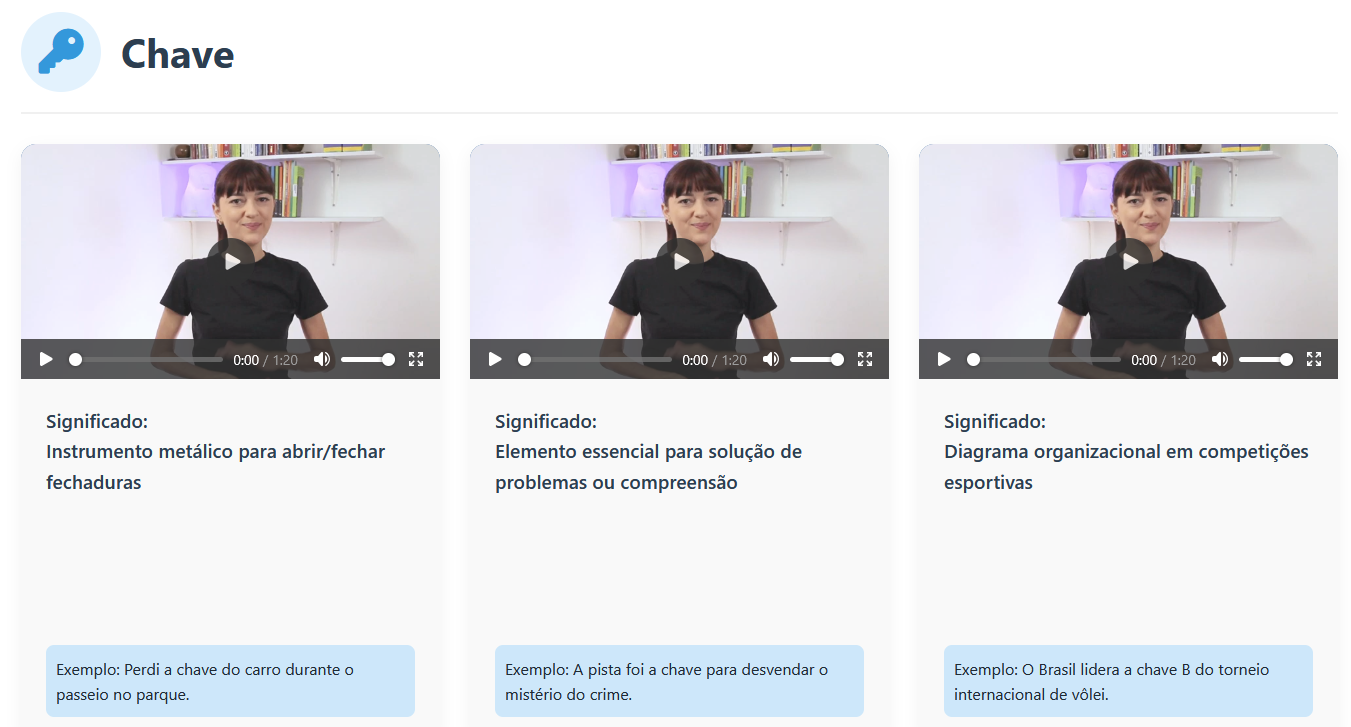 Chave
0:00 / 1:20
0:00 / 1:20
0:00 / 1:20
Significado:
Instrumento metálico para abrir/fechar
fechaduras
Significado:
Elemento essencial para solução de
problemas ou compreensão
Significado:
Diagrama organizacional em competições
esportivas
Exemplo: Perdi a chave do carro durante o
passeio no parque.
Exemplo: A pista foi a chave para desvendar o
mistério do crime.
Exemplo: O Brasil lidera a chave B do torneio
internacional de vôlei.